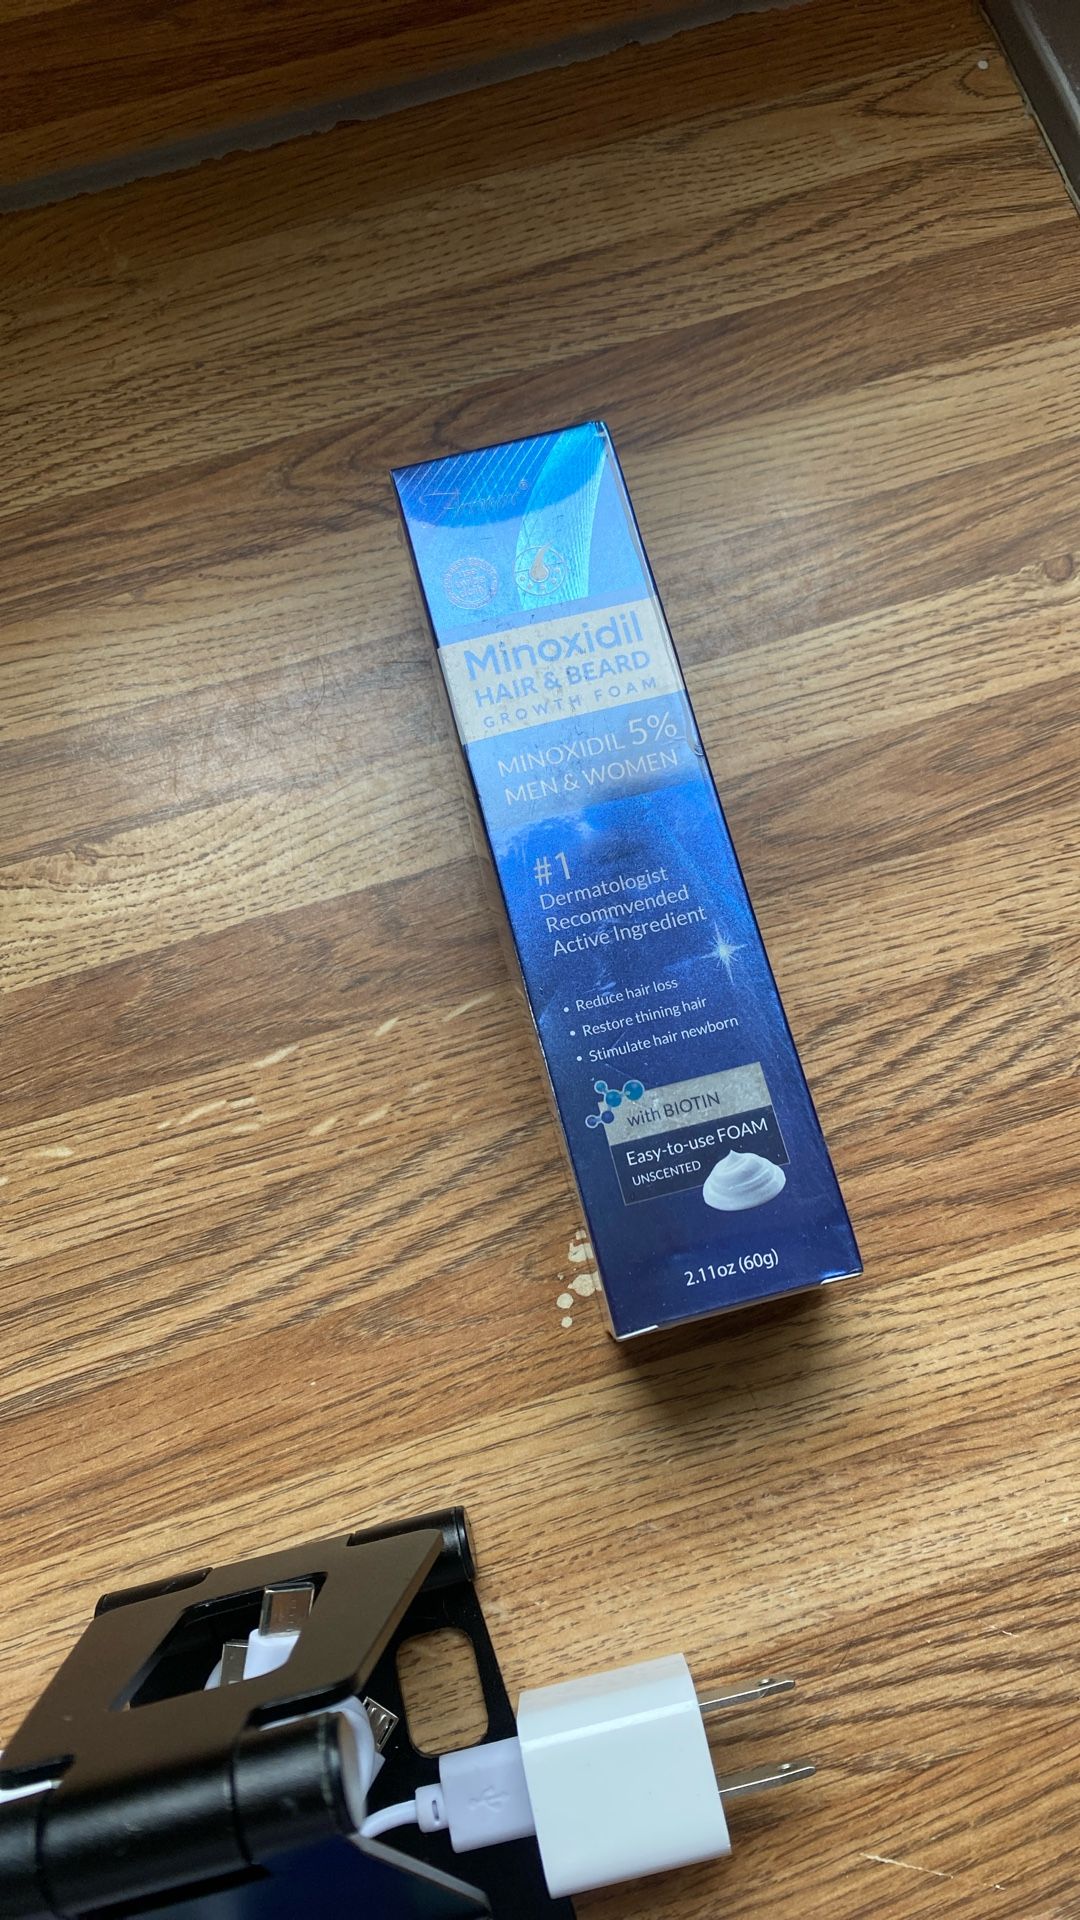 Minoxidil
HAIR & BEARD
GROWTH FOAM
MINOXIDIL 5%
MEN & WOMEN
#1
Dermatologist
Recommvended
Active Ingredient
• Reduce hair loss
• Restore thining hair
• Stimulate hair newborn
with BIOTIN
Easy-to-use FOAM
UNSCENTED
2.11oz (60g)